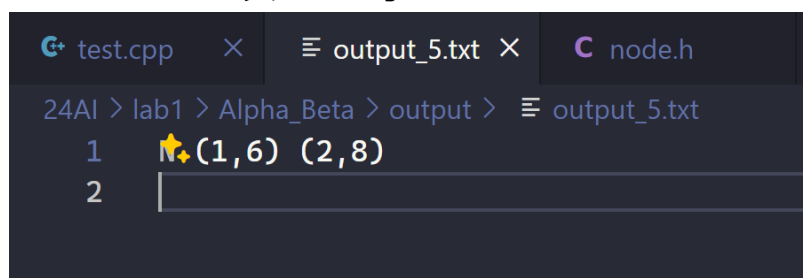 test.cpp
output_5.txt
node.h
24AI > lab1 > Alpha_Beta > output > output_5.txt
1 N (1,6) (2,8)
2